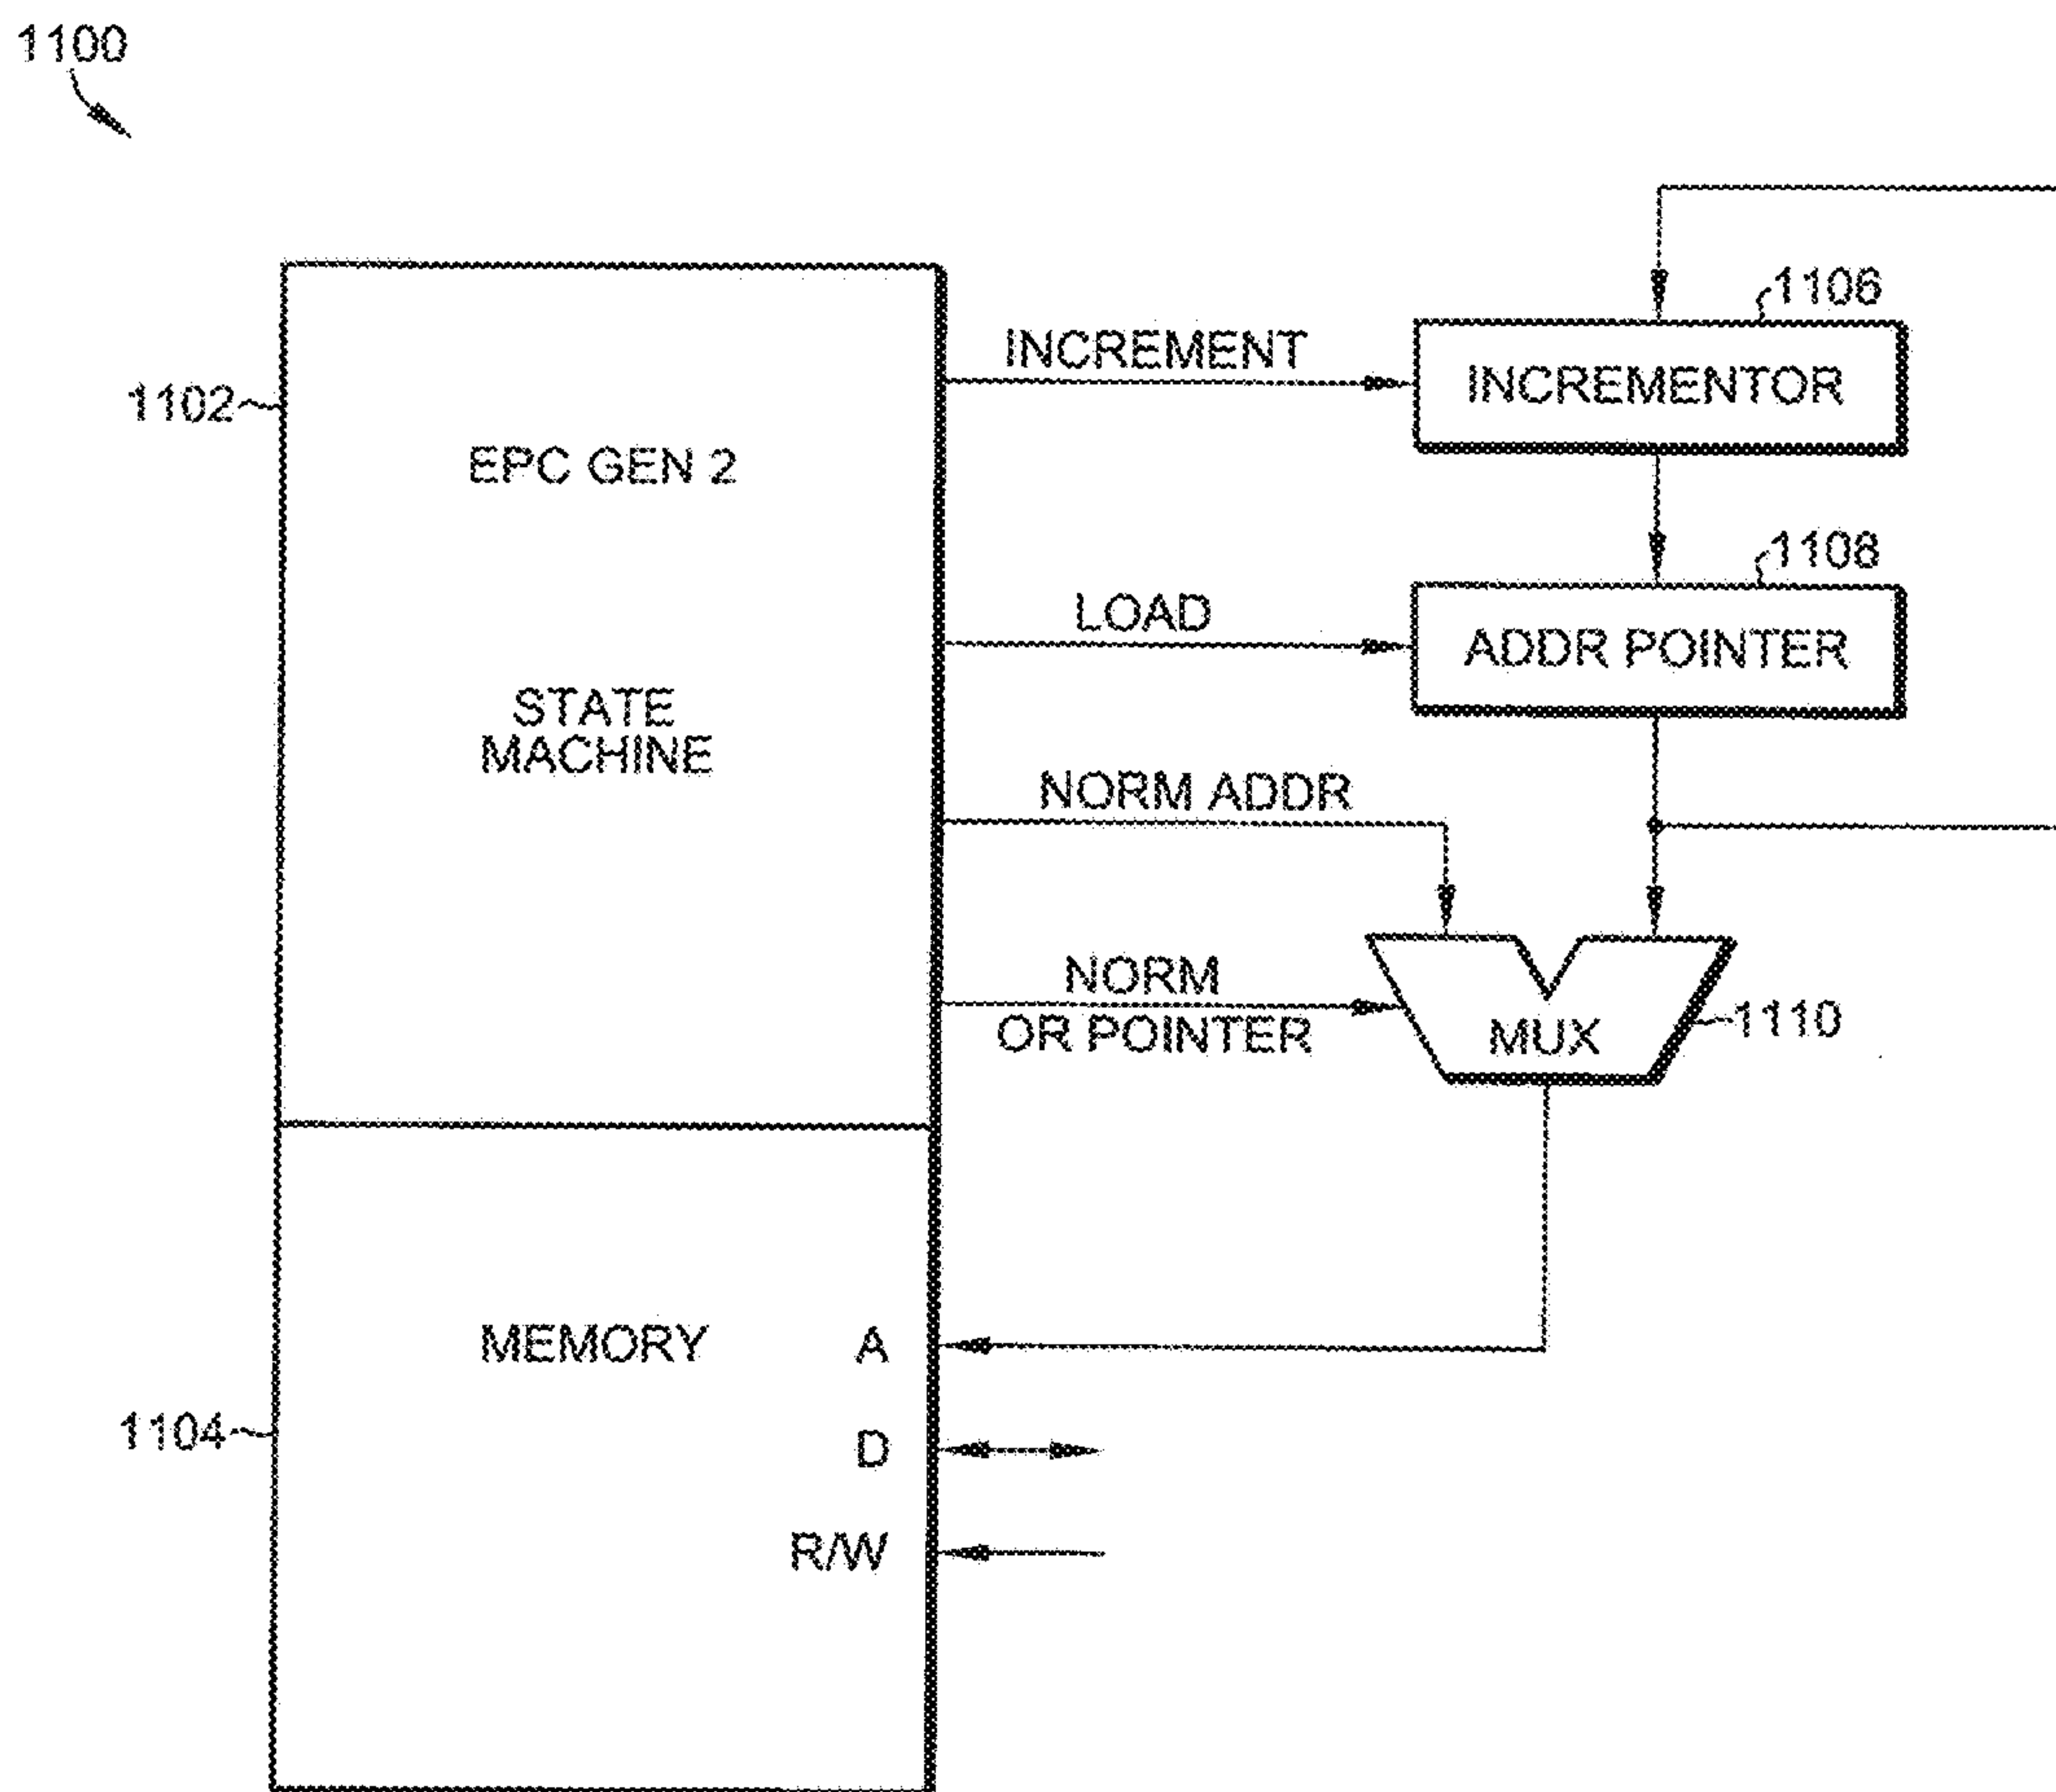 1100
1106
INCREMENT
INCREMENTOR
1102
EPC GEN 2
1108
LOAD
ADDR POINTER
STATE
MACHINE
NORM ADDR
NORM
OR POINTER
MUX
1110
MEMORY
A
1104
D
R/W